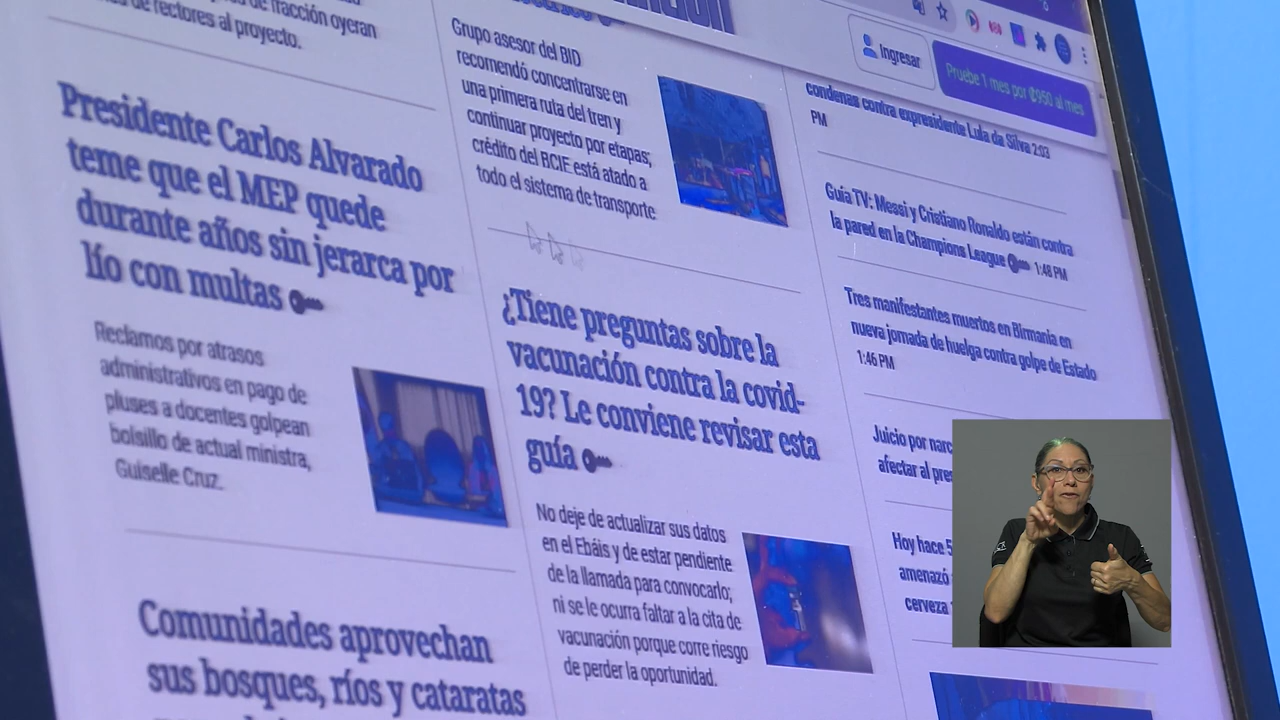 de fracción oyeran
de rectores al proyecto.
Presidente Carlos Alvarado
teme que el MEP quede
durante años sin jerarca por
lío con multas
Reclamos por atrasos
administrativos en pago de
pluses a docentes golpean
bolsillo de actual ministra,
Guiselle Cruz.
Comunidades aprovechan
sus bosques, ríos y cataratas
Grupo asesor del BID
recomendó concentrarse en
una primera ruta del tren y
continuar proyecto por etapas;
crédito del BCIE está atado a
todo el sistema de transporte
¿Tiene preguntas sobre la
vacunación contra la covid-
19? Le conviene revisar esta
guía
No deje de actualizar sus datos
en el Ebáis y de estar pendiente
de la llamada para convocarlo;
ni se le ocurra faltar a la cita de
vacunación porque corre riesgo
de perder la oportunidad.
Ingresar
Pruebe 1 mes por ₡950 al mes
condenas contra expresidente Lula da Silva 2:03
PM
Guía TV: Messi y Cristiano Ronaldo están contra
la pared en la Champions League 1:48 PM
Tres manifestantes muertos en Birmania en
nueva jornada de huelga contra golpe de Estado
1:46 PM
Juicio por narc
afectar al pres
Hoy hace 5
amenazó
cerveza